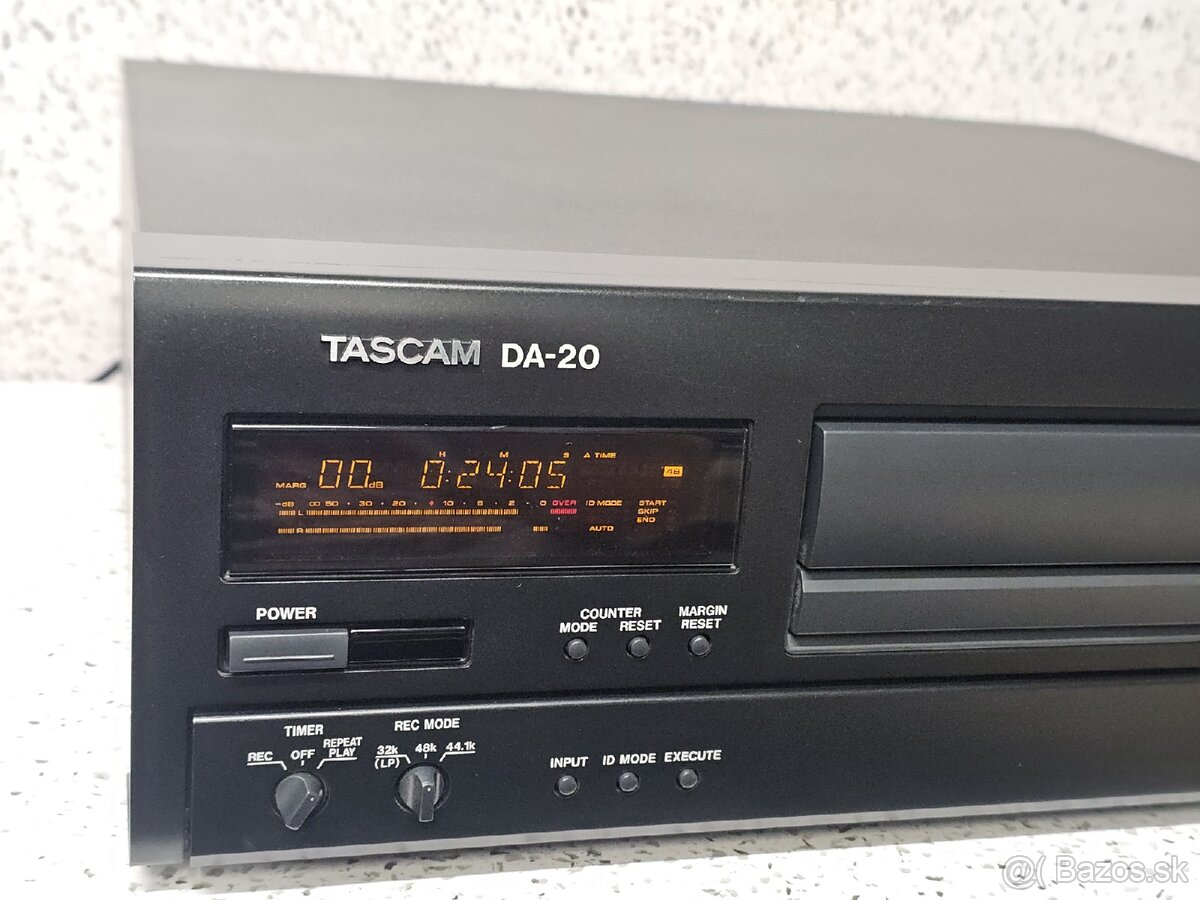 TASCAM DA-20
H M S A TIME
MARG 00dB 0:24:05 48
-dB ∞ 50 · 30 · 20 · + 10 · 6 · 2 · 0 OVER ID MODE START
L SKIP
END
R AUTO
POWER
COUNTER
MODE RESET
MARGIN
RESET
TIMER
REC OFF REPEAT
PLAY
REC MODE
32k 48k 44.1k
(LP)
INPUT ID MODE EXECUTE
@( Bazos.sk